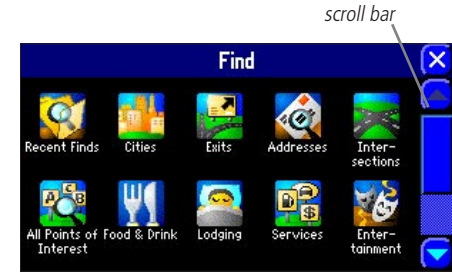 scroll bar
Find
Recent Finds
Cities
Exits
Addresses
Inter-
sections
All Points of
Interest
Food & Drink
Lodging
Services
Enter-
tainment